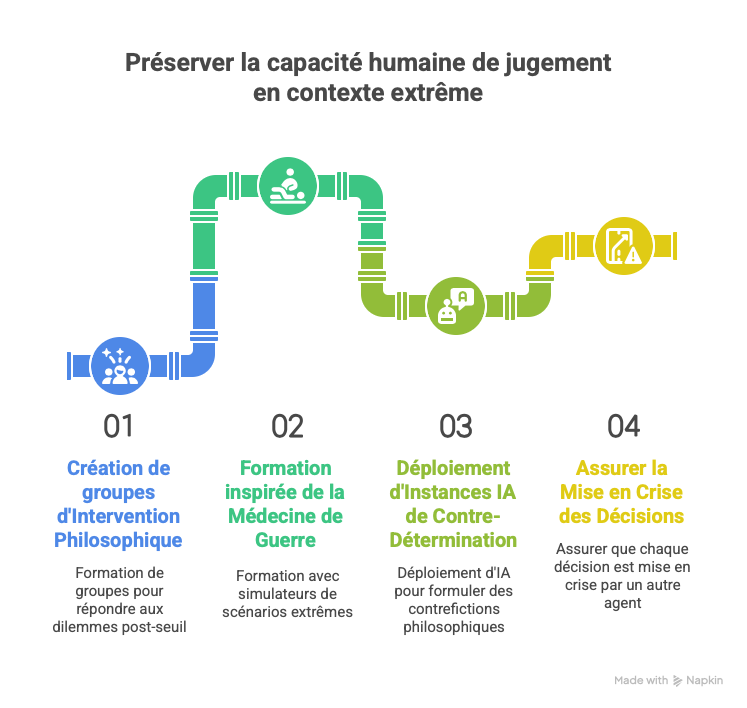 Préserver la capacité humaine de jugement
en contexte extrême
01
Création de
groupes
d'Intervention
Philosophique
Formation de
groupes pour
répondre aux
dilemmes post-seuil
02
Formation
inspirée de la
Médecine de
Guerre
Formation avec
simulateurs de
scénarios extrêmes
03
Déploiement
d'Instances IA
de Contre-
Détermination
Déploiement d'IA
pour formuler des
contrefictions
philosophiques
04
Assurer la
Mise en Crise
des Décisions
Assurer que chaque
décision est mise en
crise par un autre
agent
Made with Napkin